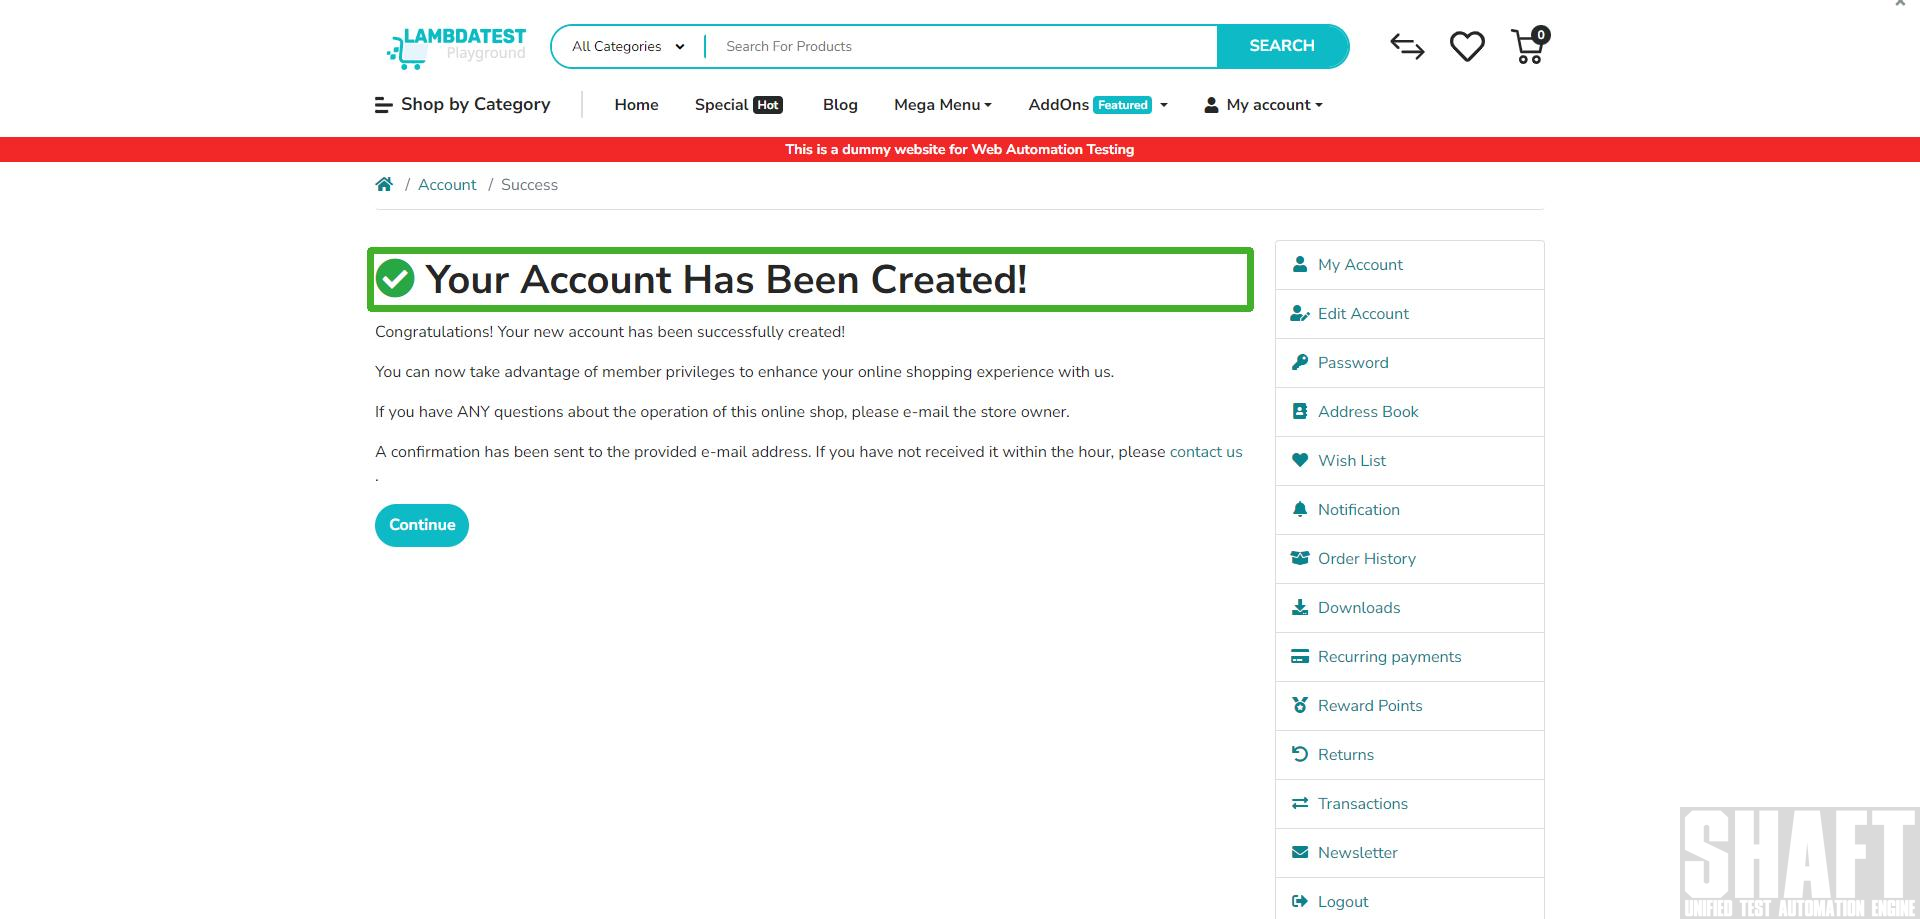 LAMBDATEST
Playground
All Categories
Search For Products
SEARCH
0
Shop by Category
Home
Special Hot
Blog
Mega Menu
AddOns Featured
My account
This is a dummy website for Web Automation Testing
/ Account / Success
Your Account Has Been Created!
Congratulations! Your new account has been successfully created!
You can now take advantage of member privileges to enhance your online shopping experience with us.
If you have ANY questions about the operation of this online shop, please e-mail the store owner.
A confirmation has been sent to the provided e-mail address. If you have not received it within the hour, please contact us
.
Continue
My Account
Edit Account
Password
Address Book
Wish List
Notification
Order History
Downloads
Recurring payments
Reward Points
Returns
Transactions
Newsletter
Logout
SHAFT
UNIFIED TEST AUTOMATION ENGINE